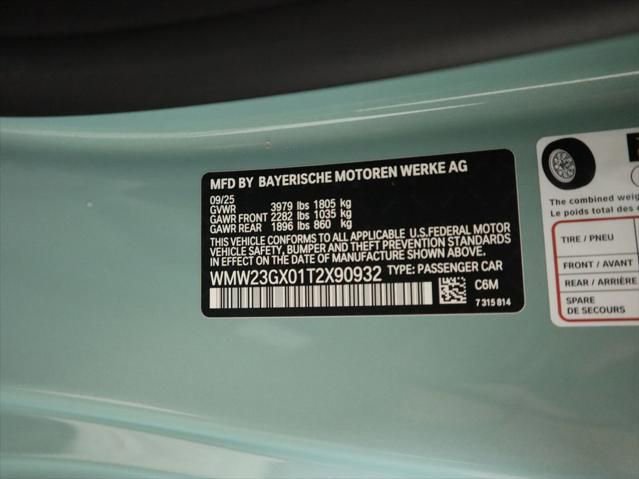 MFD BY BAYERISCHE MOTOREN WERKE AG
09/25
GVWR 3979 lbs 1805 kg
GAWR FRONT 2282 lbs 1035 kg
GAWR REAR 1896 lbs 860 kg
THIS VEHICLE CONFORMS TO ALL APPLICABLE U.S.FEDERAL MOTOR
VEHICLE SAFETY, BUMPER AND THEFT PREVENTION STANDARDS
IN EFFECT ON THE DATE OF MANUFACTURE SHOWN ABOVE.
WMW23GX01T2X90932 TYPE: PASSENGER CAR
C6M
7 315 814
The combined weig
Le poids total des
TIRE / PNEU
FRONT / AVANT
REAR / ARRIÈRE
SPARE
DE SECOURS